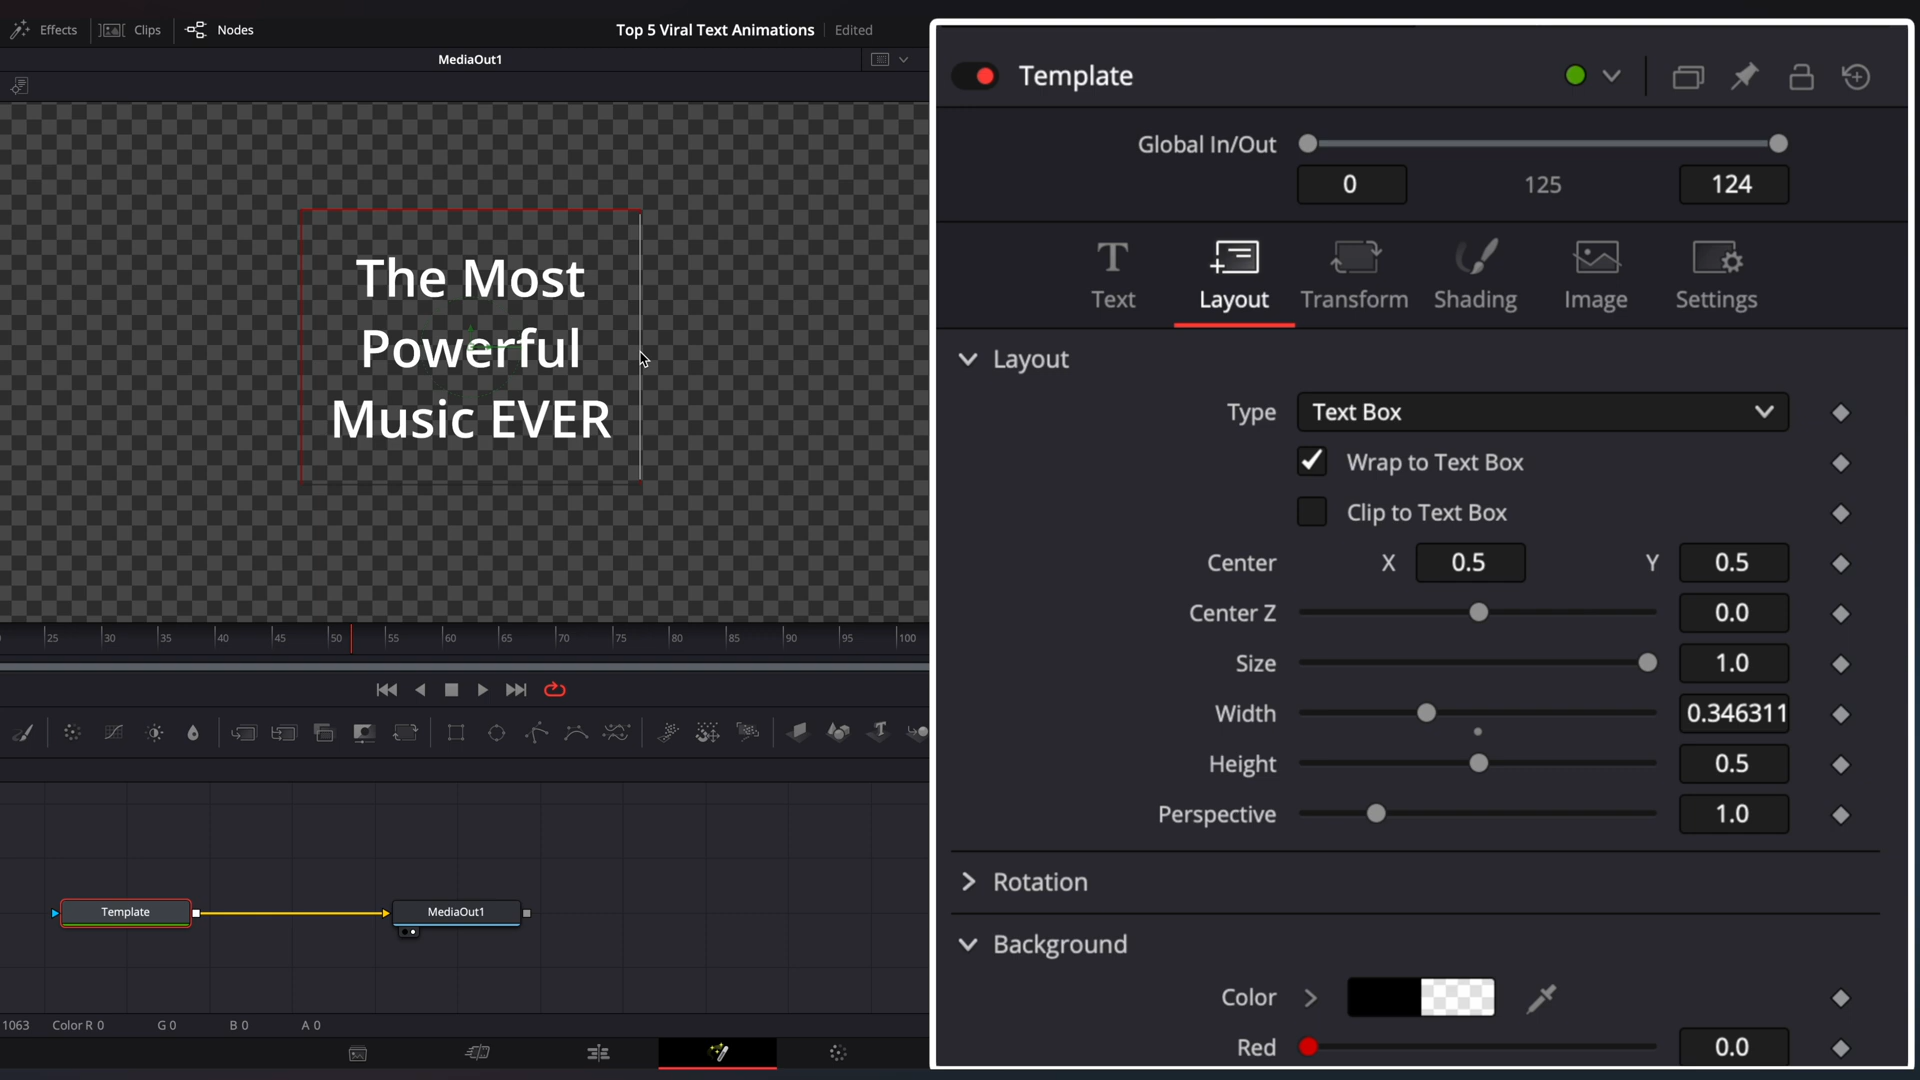 Effects Clips Nodes Top 5 Viral Text Animations Edited
MediaOut1
The Most
Powerful
Music EVER
25 30 35 40 45 50 55 60 65 70 75 80 85 90 95 100
Template MediaOut1
1063 Color R 0 G 0 B 0 A 0
Template
Global In/Out
0 125 124
Text Layout Transform Shading Image Settings
Layout
Type Text Box
Wrap to Text Box
Clip to Text Box
Center X 0.5 Y 0.5
Center Z 0.0
Size 1.0
Width 0.346311
Height 0.5
Perspective 1.0
Rotation
Background
Color
Red 0.0